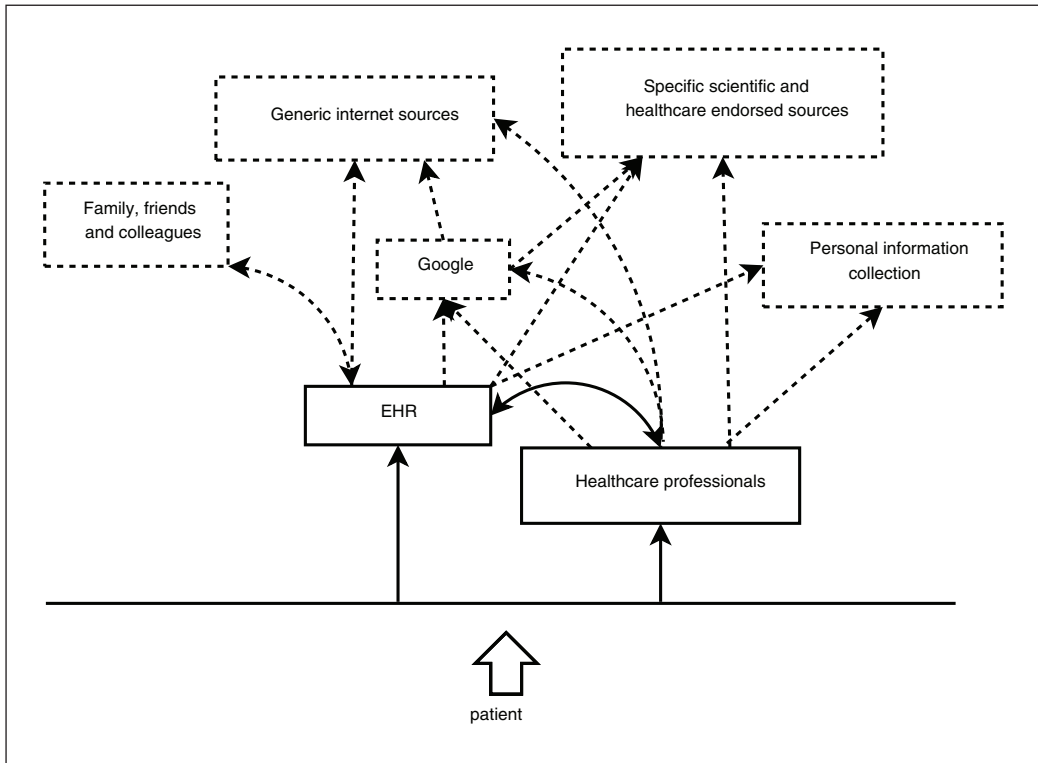 Generic internet sources
Specific scientific and
healthcare endorsed sources
Family, friends
and colleagues
Google
Personal information
collection
EHR
Healthcare professionals
patient